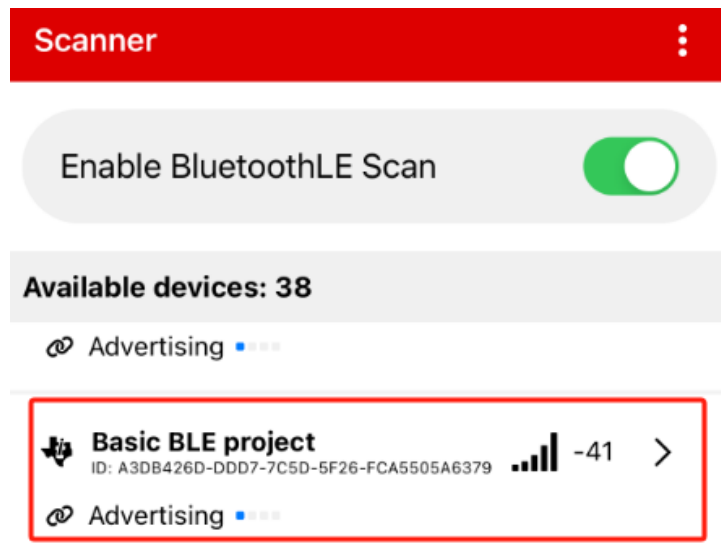 Scanner
Enable BluetoothLE Scan
Available devices: 38
Advertising
Basic BLE project
ID: A3DB426D-DDD7-7C5D-5F26-FCA5505A6379
-41
Advertising